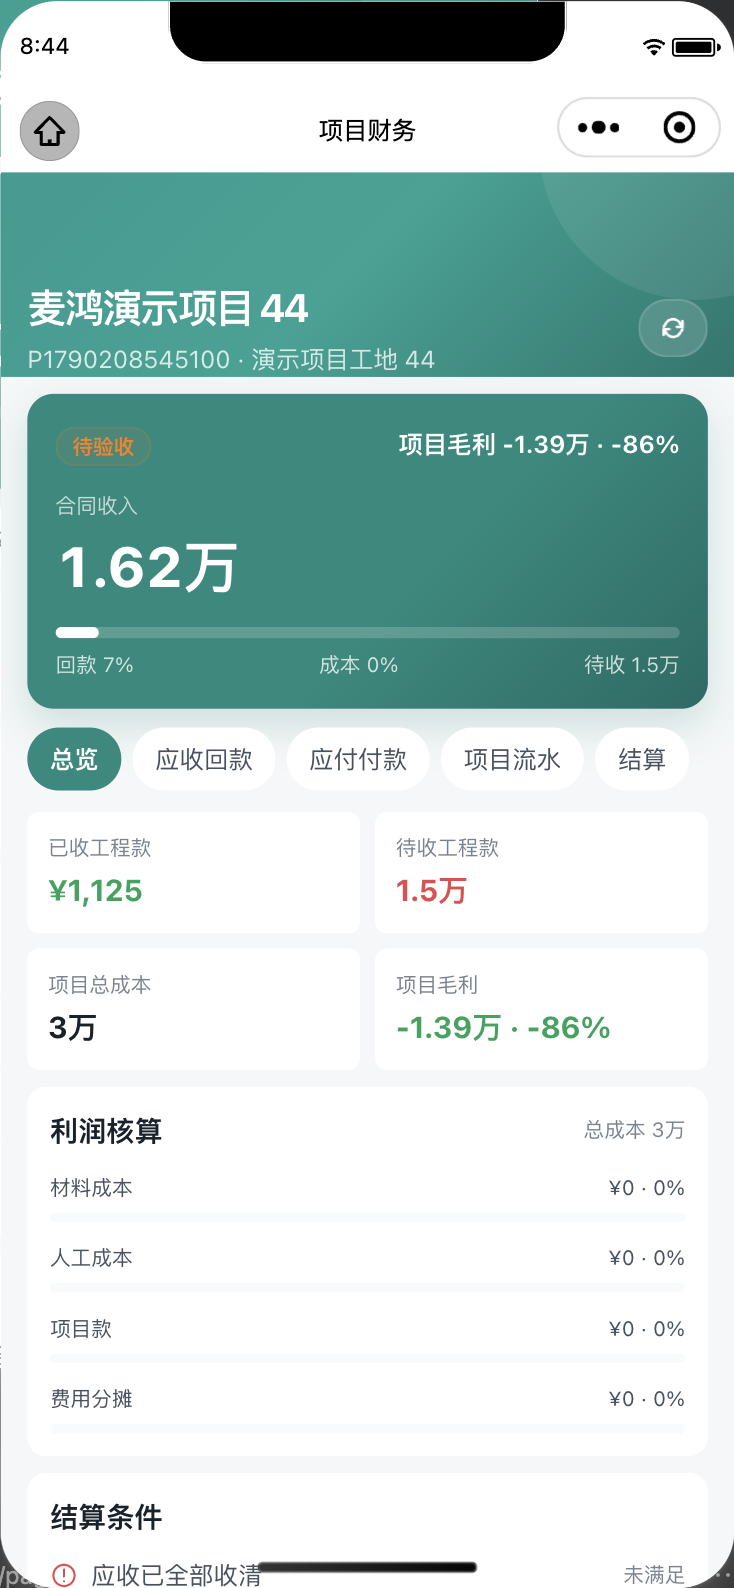 8:44
项目财务
麦鸿演示项目 44
P1790208545100 · 演示项目工地 44
待验收
项目毛利 -1.39万 · -86%
合同收入
1.62万
回款 7% 成本 0% 待收 1.5万
总览 应收回款 应付付款 项目流水 结算
已收工程款 待收工程款
¥1,125 1.5万
项目总成本 项目毛利
3万 -1.39万 · -86%
利润核算 总成本 3万
材料成本 ¥0 · 0%
人工成本 ¥0 · 0%
项目款 ¥0 · 0%
费用分摊 ¥0 · 0%
结算条件
应收已全部收清 未满足